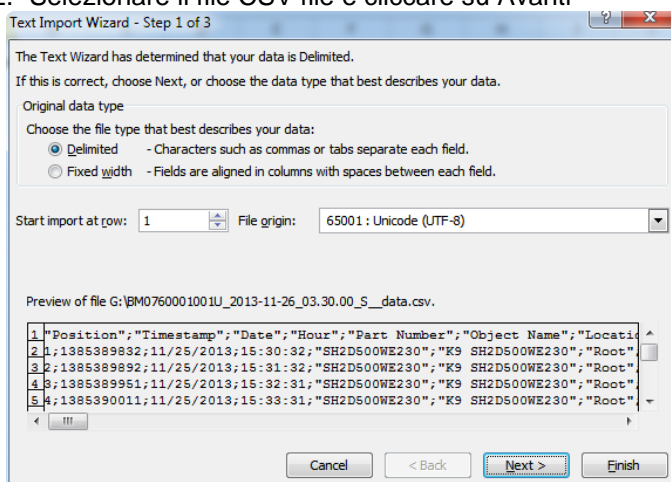 Selezionare il file CSV file e cliccare su Avanti
Text Import Wizard - Step 1 of 3
The Text Wizard has determined that your data is Delimited.
If this is correct, choose Next, or choose the data type that best describes your data.
Original data type
Choose the file type that best describes your data:
Delimited - Characters such as commas or tabs separate each field.
Fixed width - Fields are aligned in columns with spaces between each field.
Start import at row: 1 File origin: 65001 : Unicode (UTF-8)
Preview of file G:\BM0760001001U_2013-11-26_03.30.00_S__data.csv.
1 "Position";"Timestamp";"Date";"Hour";"Part Number";"Object Name";"Locatio
2 1;1385389832;11/25/2013;15:30:32;"SH2D500WE230";"K9 SH2D500WE230";"Root",
3 2;1385389892;11/25/2013;15:31:32;"SH2D500WE230";"K9 SH2D500WE230";"Root",
4 3;1385389951;11/25/2013;15:32:31;"SH2D500WE230";"K9 SH2D500WE230";"Root",
5 4;1385390011;11/25/2013;15:33:31;"SH2D500WE230";"K9 SH2D500WE230";"Root",
Cancel < Back Next > Finish